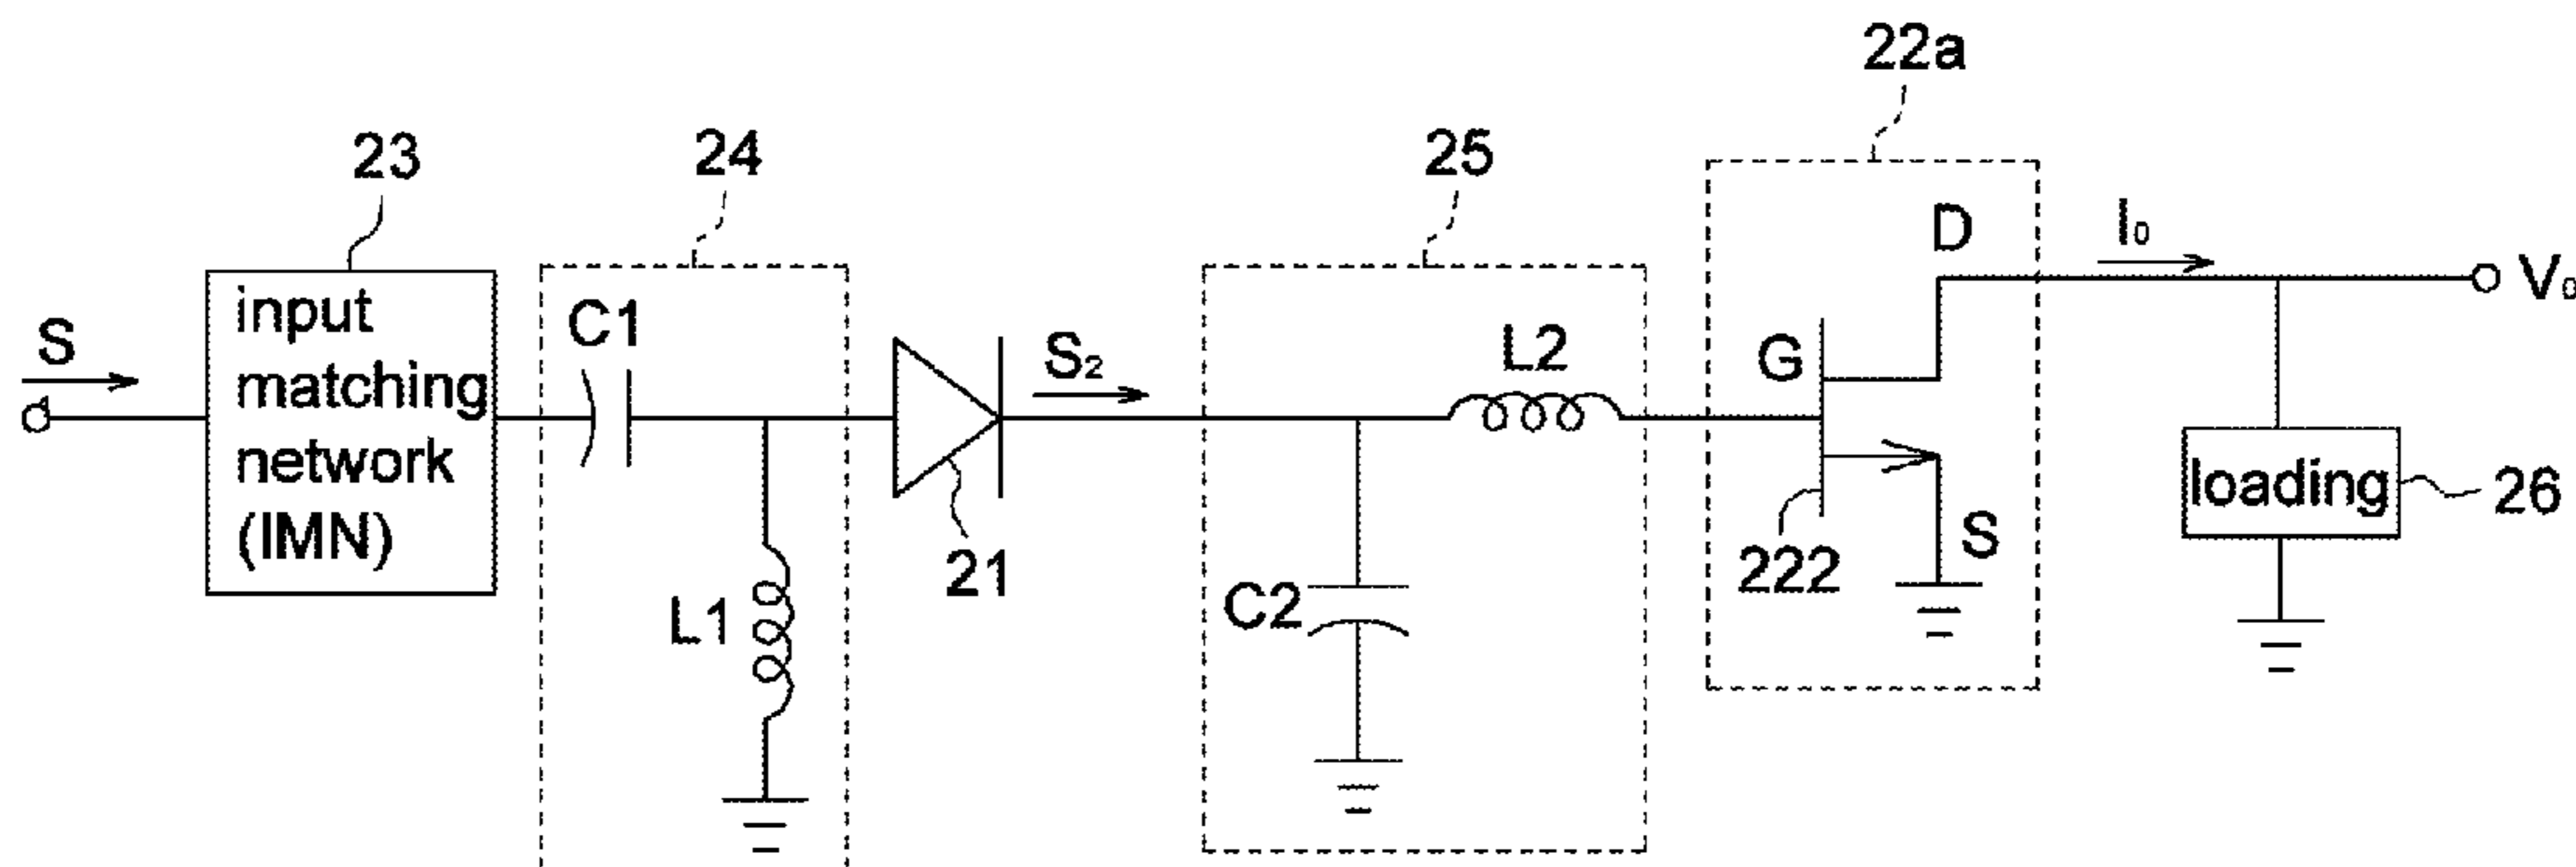 22a
23
24
25
S
input
matching
network
(IMN)
C1
L1
21
S₂
C2
L2
G
D
S
222
I₀
V₀
loading
26